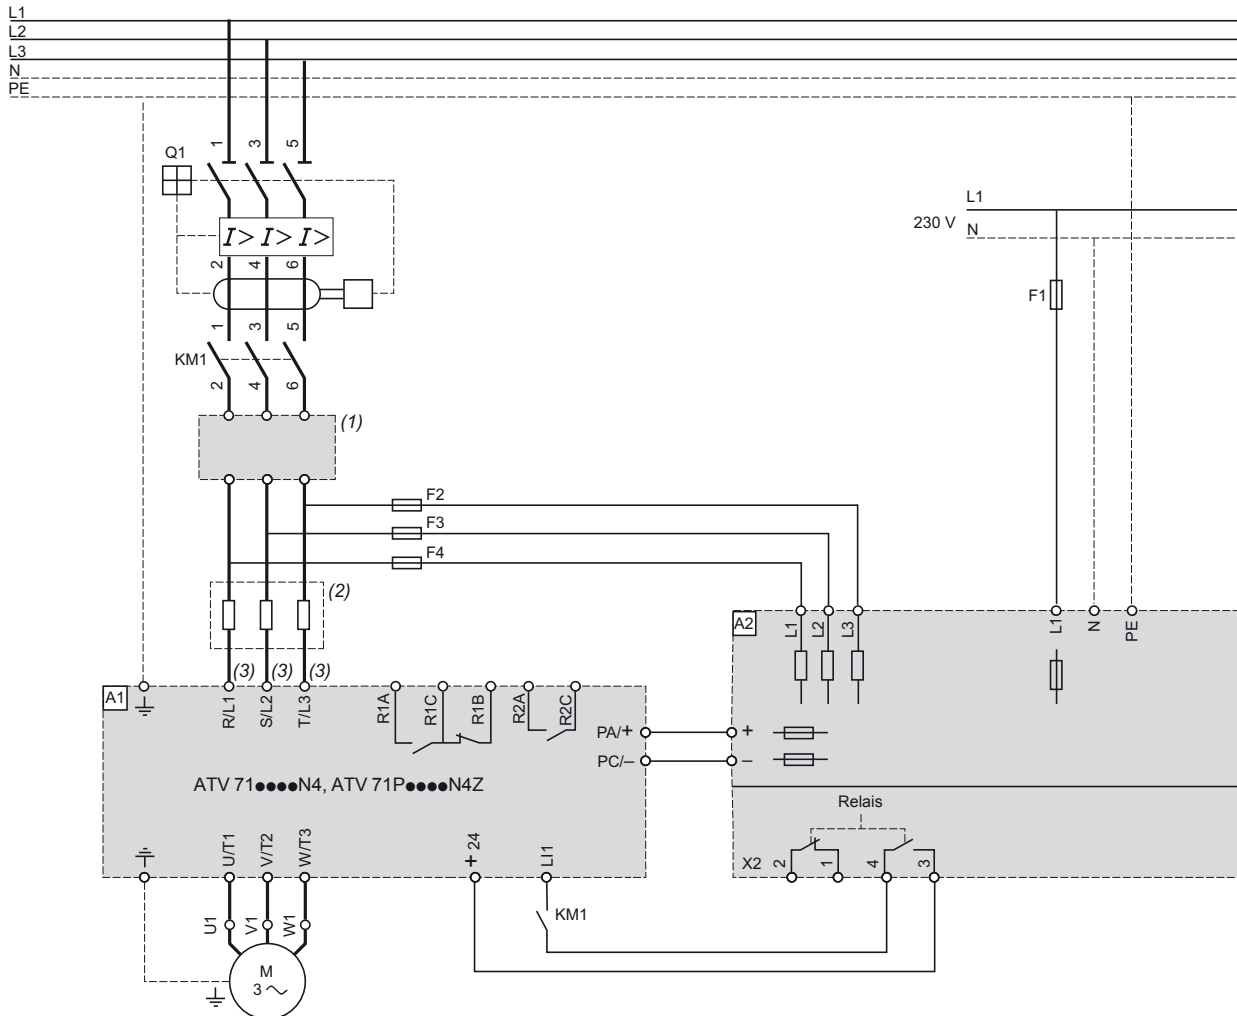 L1
L2
L3
N
PE
Q1
1
3
5
I> I> I>
2
4
6
L1
230 V
N
F1
1
3
5
KM1
2
4
6
(1)
F2
F3
F4
(2)
(3) (3) (3)
A1
R/L1
S/L2
T/L3
R1A
R1C
R1B
R2A
R2C
A2
L1
L2
L3
L1
N
PE
PA/+
+
PC/–
–
ATV 71●●●●N4, ATV 71P●●●●N4Z
Relais
U/T1
V/T2
W/T3
+ 24
LI1
X2
2
1
4
3
KM1
U1
V1
W1
M
3 ~